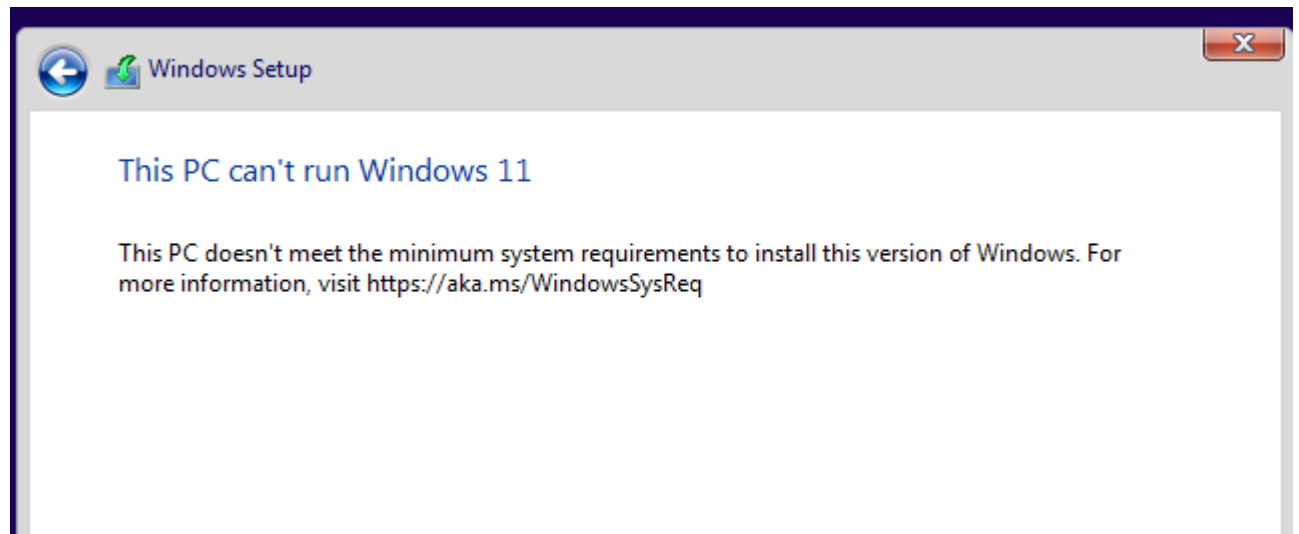 Windows Setup
This PC can't run Windows 11
This PC doesn't meet the minimum system requirements to install this version of Windows. For
more information, visit https://aka.ms/WindowsSysReq